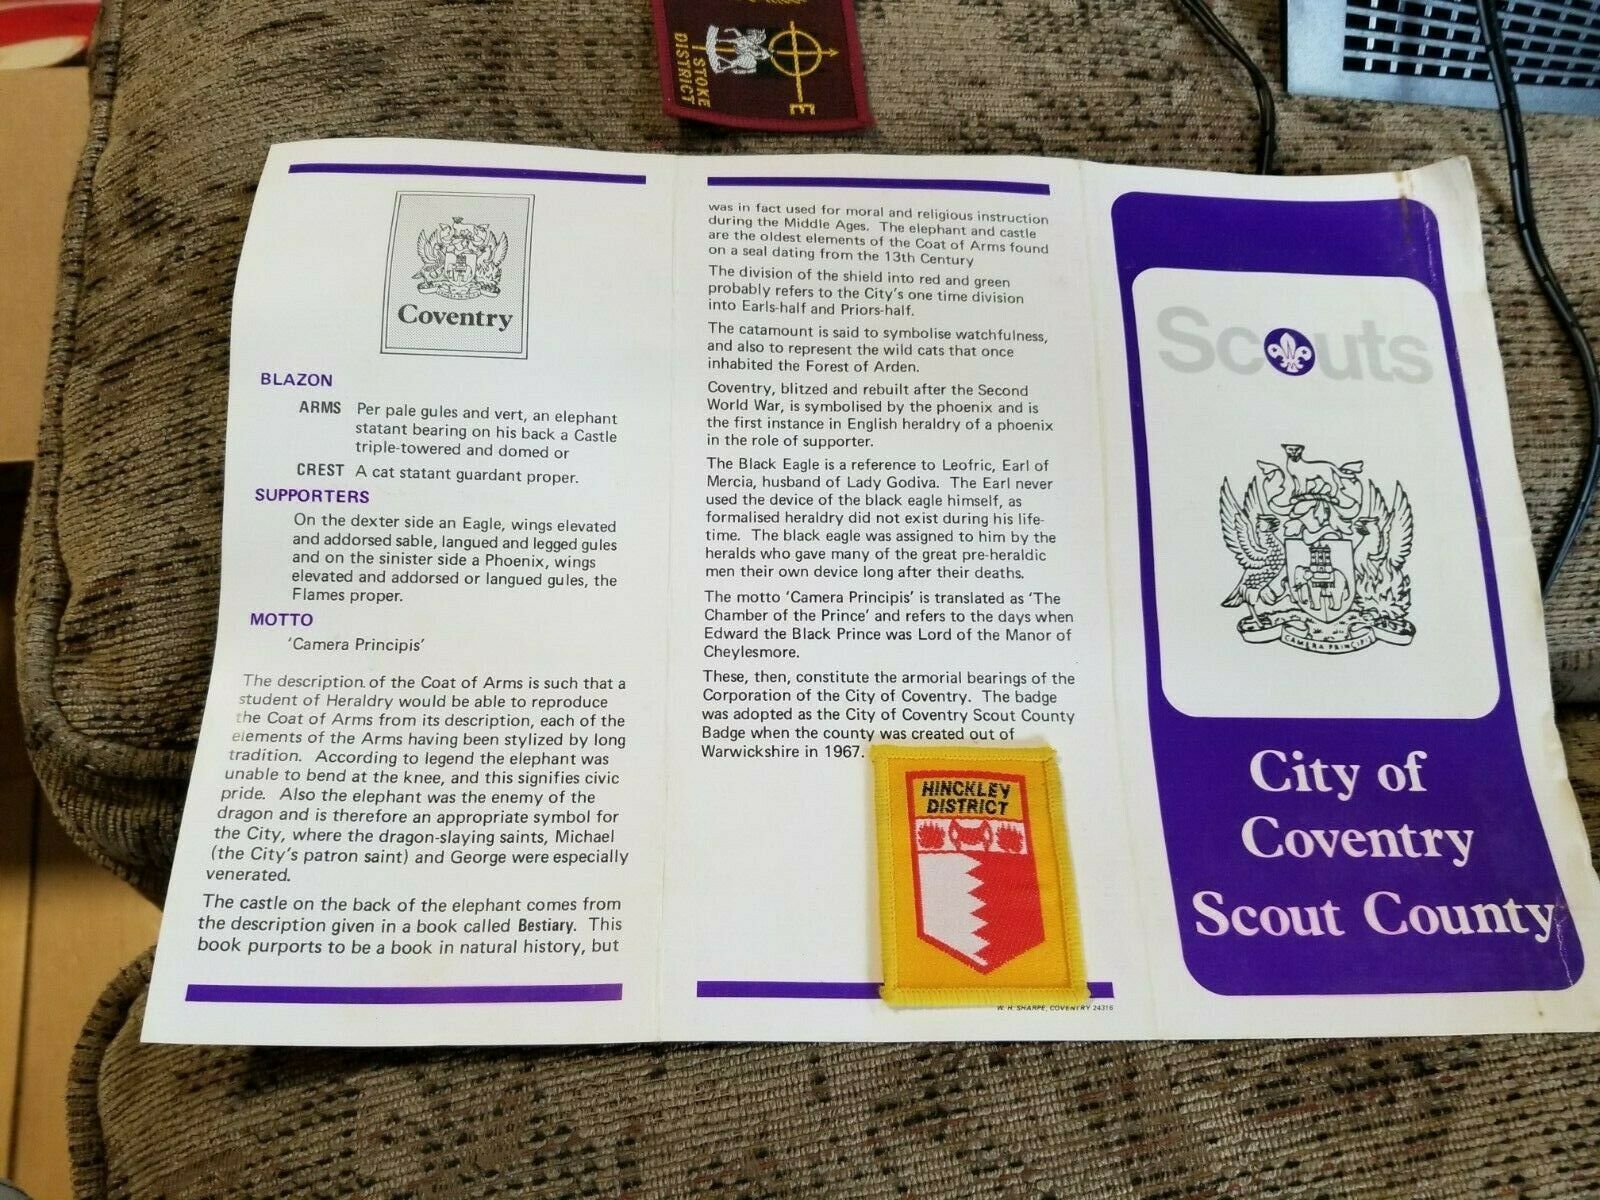 I STOKE
DISTRICT
E
Coventry
BLAZON
ARMS Per pale gules and vert, an elephant
statant bearing on his back a Castle
triple-towered and domed or
CREST A cat statant guardant proper.
SUPPORTERS
On the dexter side an Eagle, wings elevated
and addorsed sable, langued and legged gules
and on the sinister side a Phoenix, wings
elevated and addorsed or langued gules, the
Flames proper.
MOTTO
'Camera Principis'
The description of the Coat of Arms is such that a
student of Heraldry would be able to reproduce
the Coat of Arms from its description, each of the
elements of the Arms having been stylized by long
tradition. According to legend the elephant was
unable to bend at the knee, and this signifies civic
pride. Also the elephant was the enemy of the
dragon and is therefore an appropriate symbol for
the City, where the dragon-slaying saints, Michael
(the City's patron saint) and George were especially
venerated.
The castle on the back of the elephant comes from
the description given in a book called Bestiary. This
book purports to be a book in natural history, but
was in fact used for moral and religious instruction
during the Middle Ages. The elephant and castle
are the oldest elements of the Coat of Arms found
on a seal dating from the 13th Century
The division of the shield into red and green
probably refers to the City's one time division
into Earls-half and Priors-half.
The catamount is said to symbolise watchfulness,
and also to represent the wild cats that once
inhabited the Forest of Arden.
Coventry, blitzed and rebuilt after the Second
World War, is symbolised by the phoenix and is
the first instance in English heraldry of a phoenix
in the role of supporter.
The Black Eagle is a reference to Leofric, Earl of
Mercia, husband of Lady Godiva. The Earl never
used the device of the black eagle himself, as
formalised heraldry did not exist during his life-
time. The black eagle was assigned to him by the
heralds who gave many of the great pre-heraldic
men their own device long after their deaths.
The motto 'Camera Principis' is translated as 'The
Chamber of the Prince' and refers to the days when
Edward the Black Prince was Lord of the Manor of
Cheylesmore.
These, then, constitute the armorial bearings of the
Corporation of the City of Coventry. The badge
was adopted as the City of Coventry Scout County
Badge when the county was created out of
Warwickshire in 1967.
HINCKLEY
DISTRICT
W. H. SHARPE, COVENTRY 24316
Scouts
CAMERA PRINCIPIS
City of
Coventry
Scout County